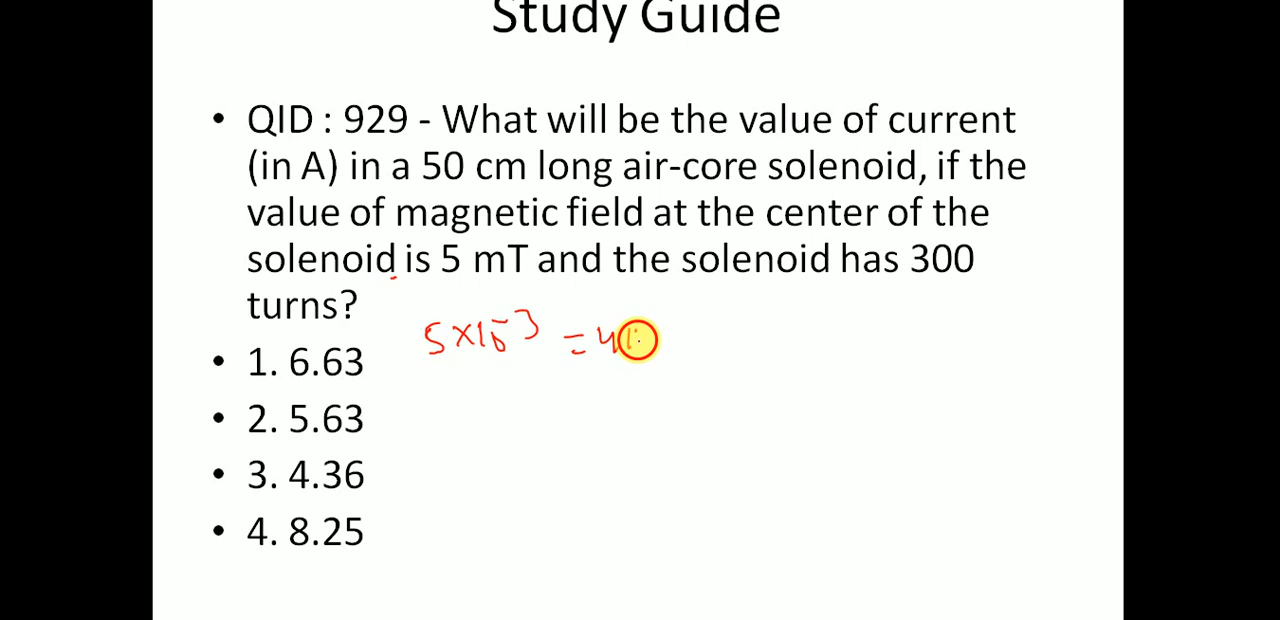 Study Guide
• QID : 929 - What will be the value of current
(in A) in a 50 cm long air-core solenoid, if the
value of magnetic field at the center of the
solenoid is 5 mT and the solenoid has 300
turns?
5×10⁻³ = 4
• 1. 6.63
• 2. 5.63
• 3. 4.36
• 4. 8.25